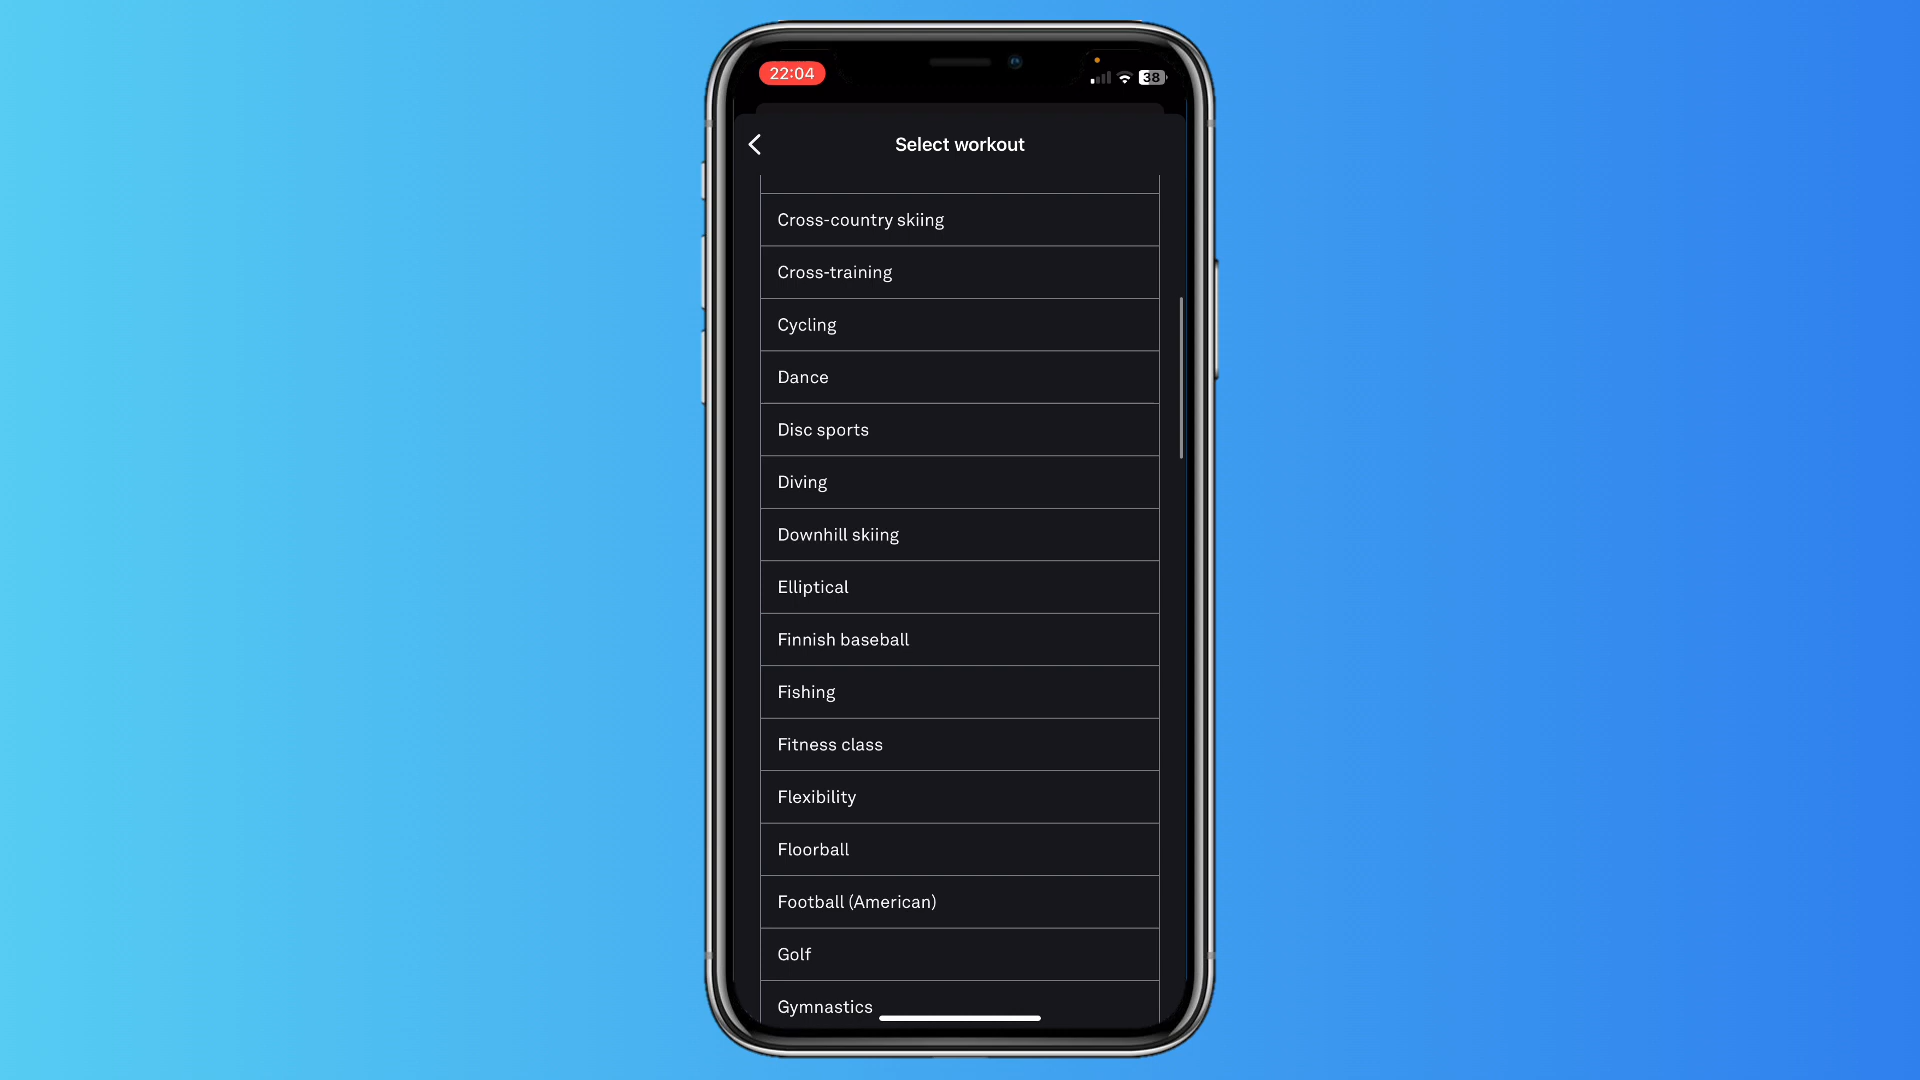 22:04
38
Select workout
Cross-country skiing
Cross-training
Cycling
Dance
Disc sports
Diving
Downhill skiing
Elliptical
Finnish baseball
Fishing
Fitness class
Flexibility
Floorball
Football (American)
Golf
Gymnastics